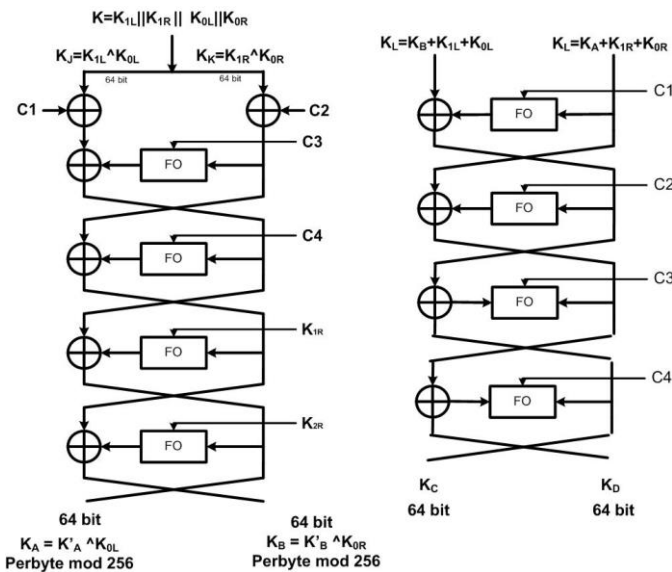 K=K1L||K1R|| K0L||K0R
KJ=K1L^K0L
KK=K1R^K0R
64 bit
64 bit
C1
C2
C3
FO
C4
FO
K1R
FO
K2R
FO
64 bit
KA = K'A ^K0L
Perbyte mod 256
64 bit
KB = K'B ^K0R
Perbyte mod 256
KL=KB+K1L+K0L
KL=KA+K1R+K0R
C1
FO
C2
FO
C3
FO
C4
FO
KC
64 bit
KD
64 bit